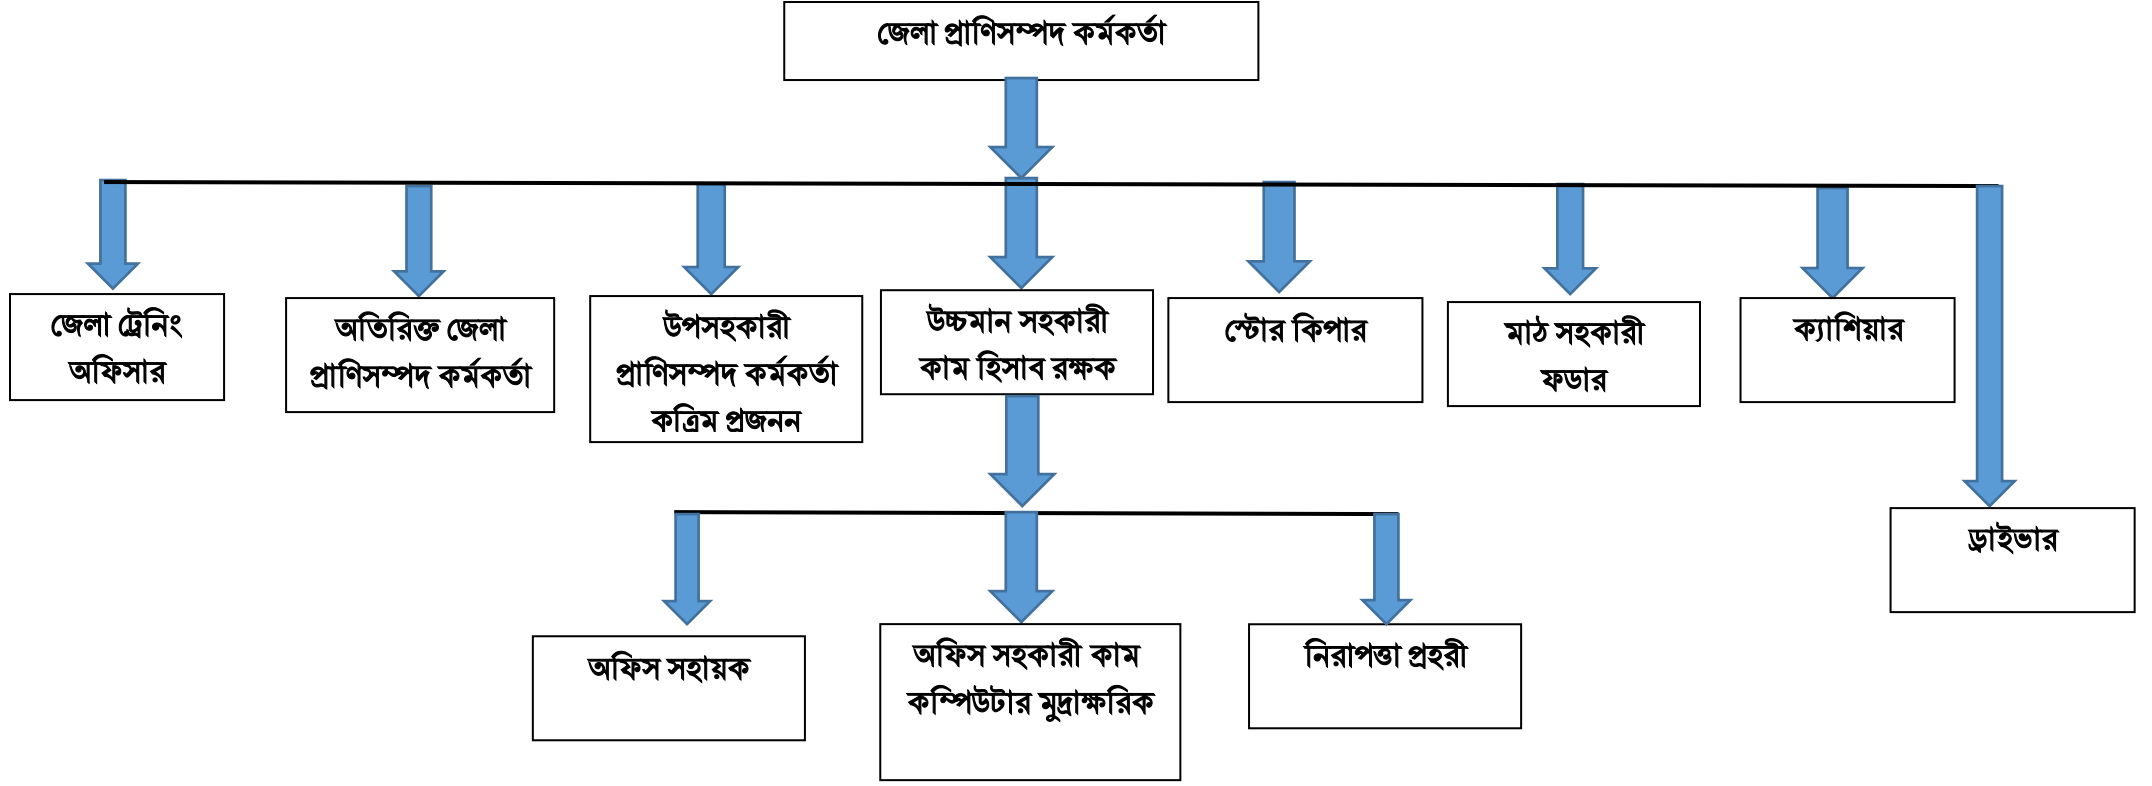 জেলা প্রাণিসম্পদ কর্মকর্তা
জেলা ট্রেনিং
অফিসার
অতিরিক্ত জেলা
প্রাণিসম্পদ কর্মকর্তা
উপসহকারী
প্রাণিসম্পদ কর্মকর্তা
কত্রিম প্রজনন
উচ্চমান সহকারী
কাম হিসাব রক্ষক
স্টোর কিপার
মাঠ সহকারী
ফডার
ক্যাশিয়ার
ড্রাইভার
অফিস সহায়ক
অফিস সহকারী কাম
কম্পিউটার মুদ্রাক্ষরিক
নিরাপত্তা প্রহরী